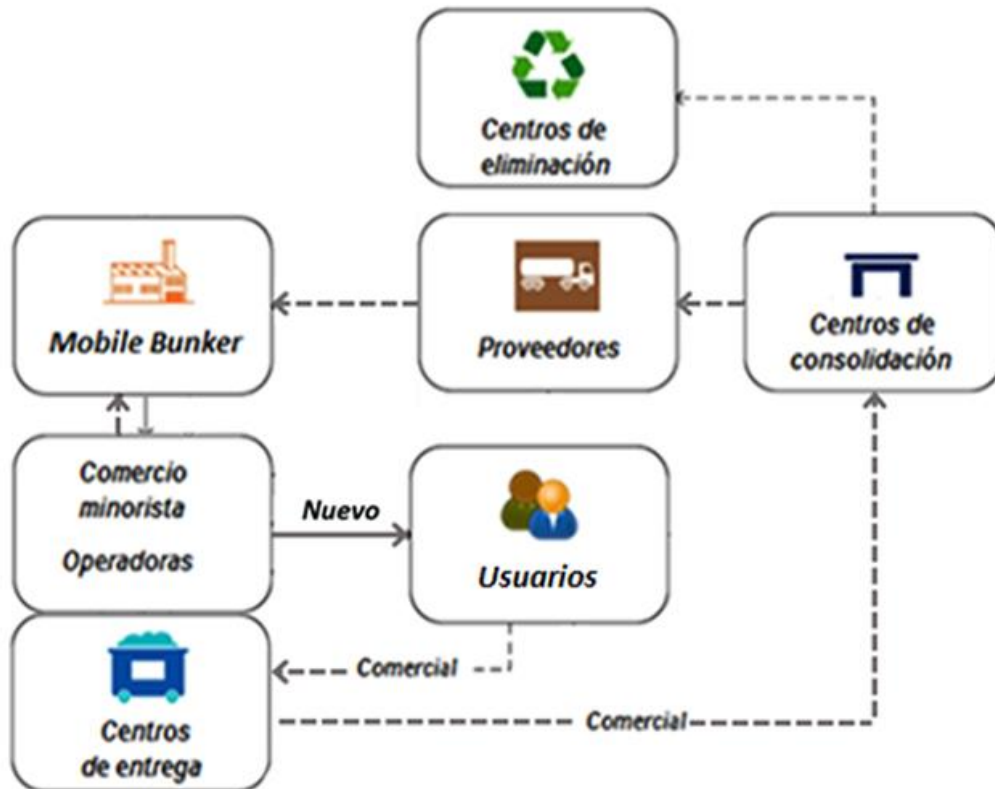 Centros de
eliminación
Mobile Bunker
Proveedores
Centros de
consolidación
Comercio
minorista
Operadoras
Nuevo
Usuarios
Comercial
Centros
de entrega
Comercial